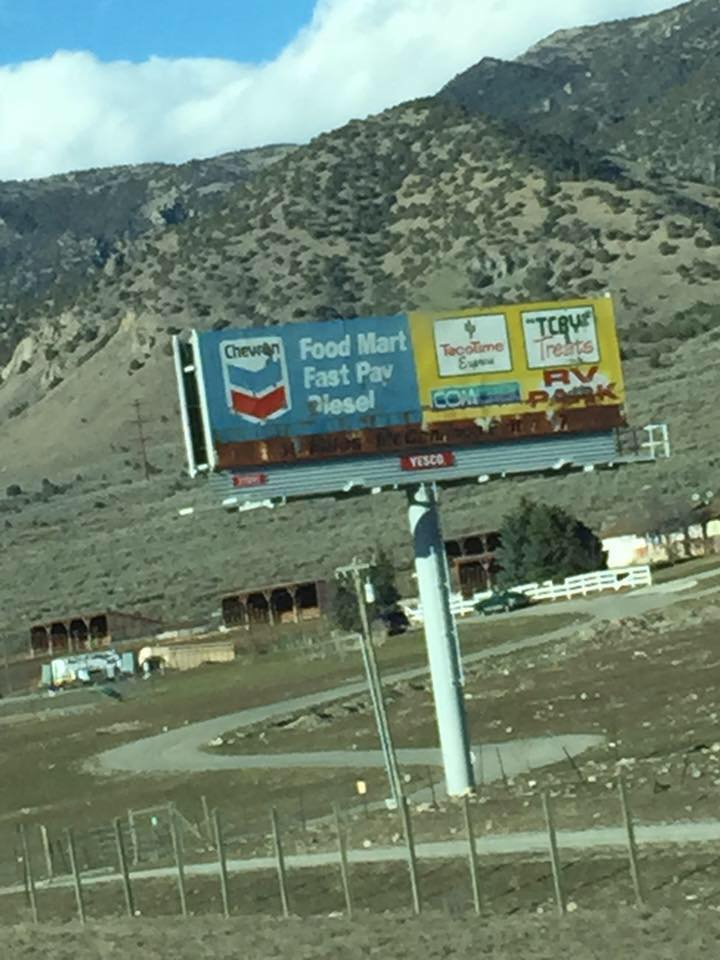 Chevron
Food Mart
Fast Pay
Diesel
TacoTime
Express
"TCBY"
Treats
RV
PARK
YESCO